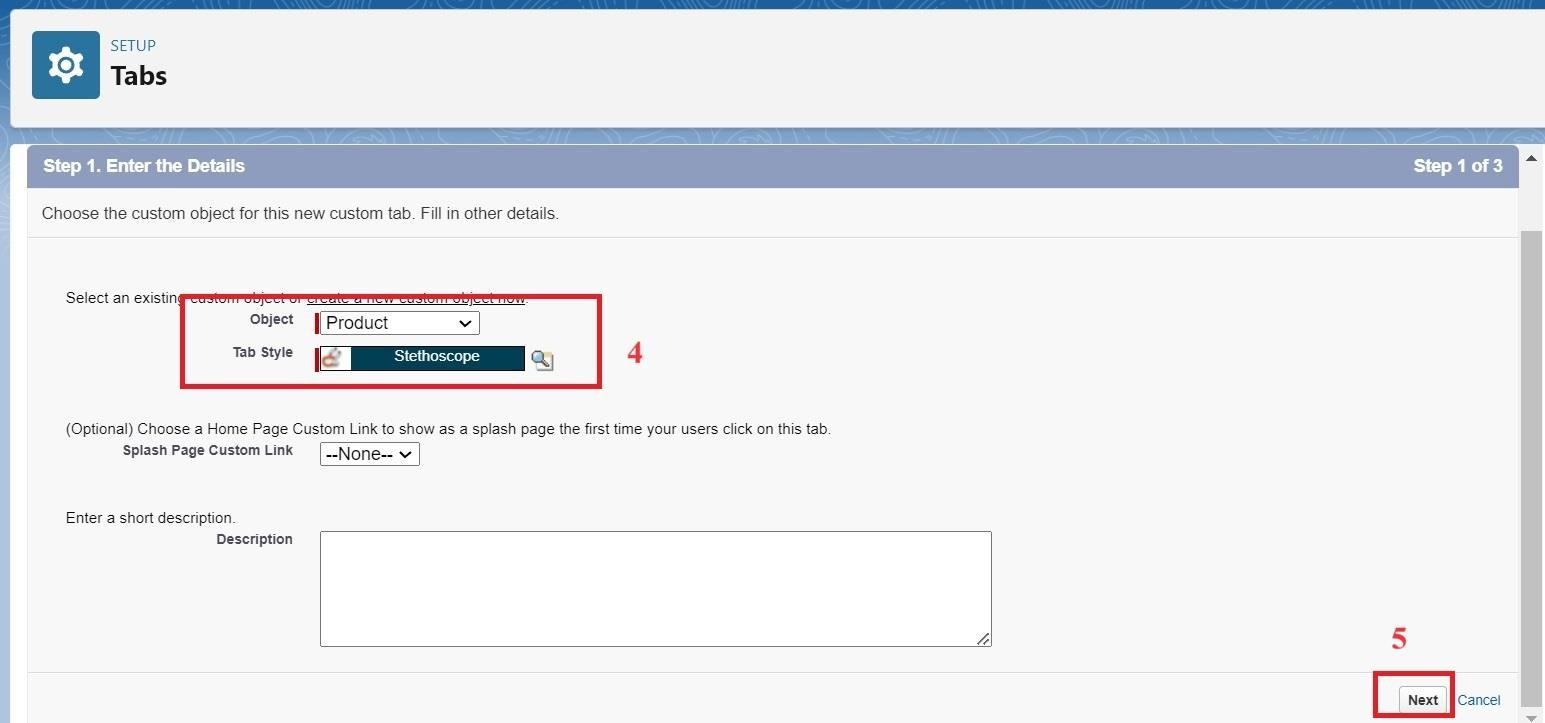 SETUP
Tabs
Step 1. Enter the Details
Step 1 of 3
Choose the custom object for this new custom tab. Fill in other details.
Select an existing custom object or create a new custom object now.
Object
Product
Tab Style
Stethoscope
4
(Optional) Choose a Home Page Custom Link to show as a splash page the first time your users click on this tab.
Splash Page Custom Link
--None--
Enter a short description.
Description
5
Next
Cancel